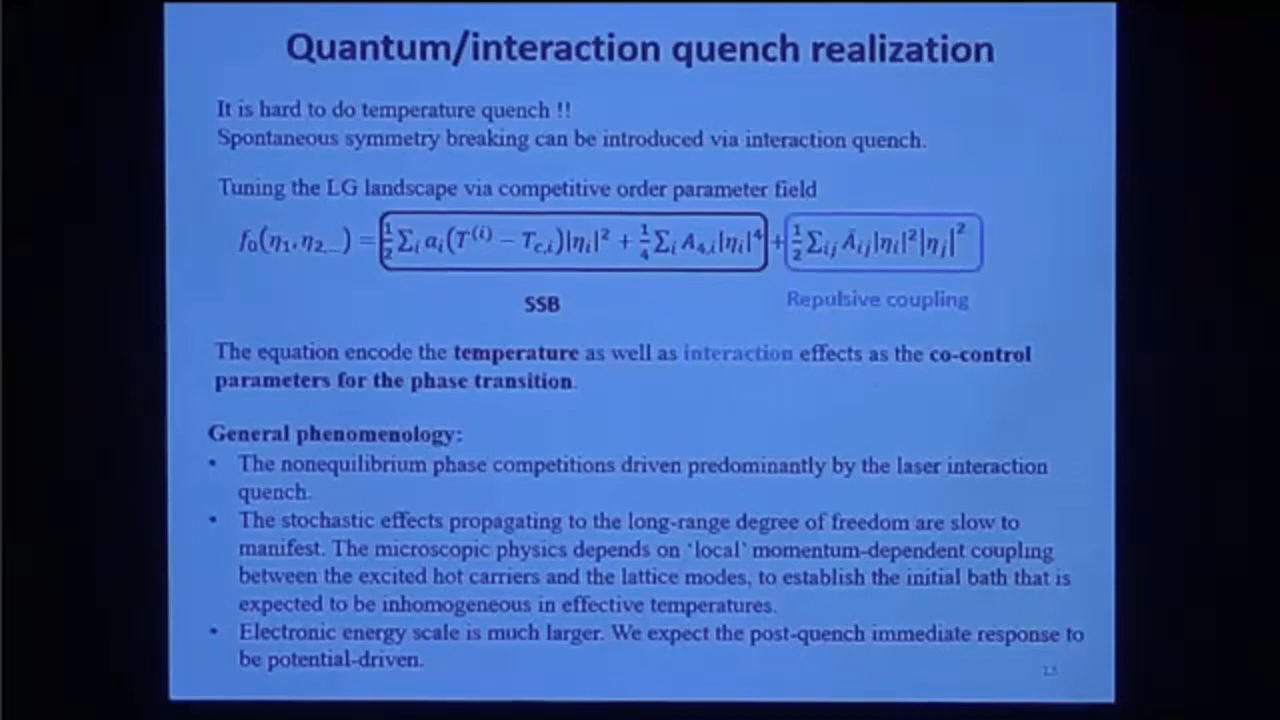 Quantum/interaction quench realization
It is hard to do temperature quench !!
Spontaneous symmetry breaking can be introduced via interaction quench.
Tuning the LG landscape via competitive order parameter field
f₀(η₁,η₂,...) = ½∑ᵢ aᵢ(T⁽ⁱ⁾ − T_{c,i})|ηᵢ|² + ¼∑ᵢ A_{4,i}|ηᵢ|⁴ + ½∑ᵢⱼ Ãᵢⱼ|ηᵢ|²|ηⱼ|²
SSB
Repulsive coupling
The equation encode the temperature as well as interaction effects as the co-control
parameters for the phase transition.
General phenomenology:
• The nonequilibrium phase competitions driven predominantly by the laser interaction
quench.
• The stochastic effects propagating to the long-range degree of freedom are slow to
manifest. The microscopic physics depends on 'local' momentum-dependent coupling
between the excited hot carriers and the lattice modes, to establish the initial bath that is
expected to be inhomogeneous in effective temperatures.
• Electronic energy scale is much larger. We expect the post-quench immediate response to
be potential-driven.